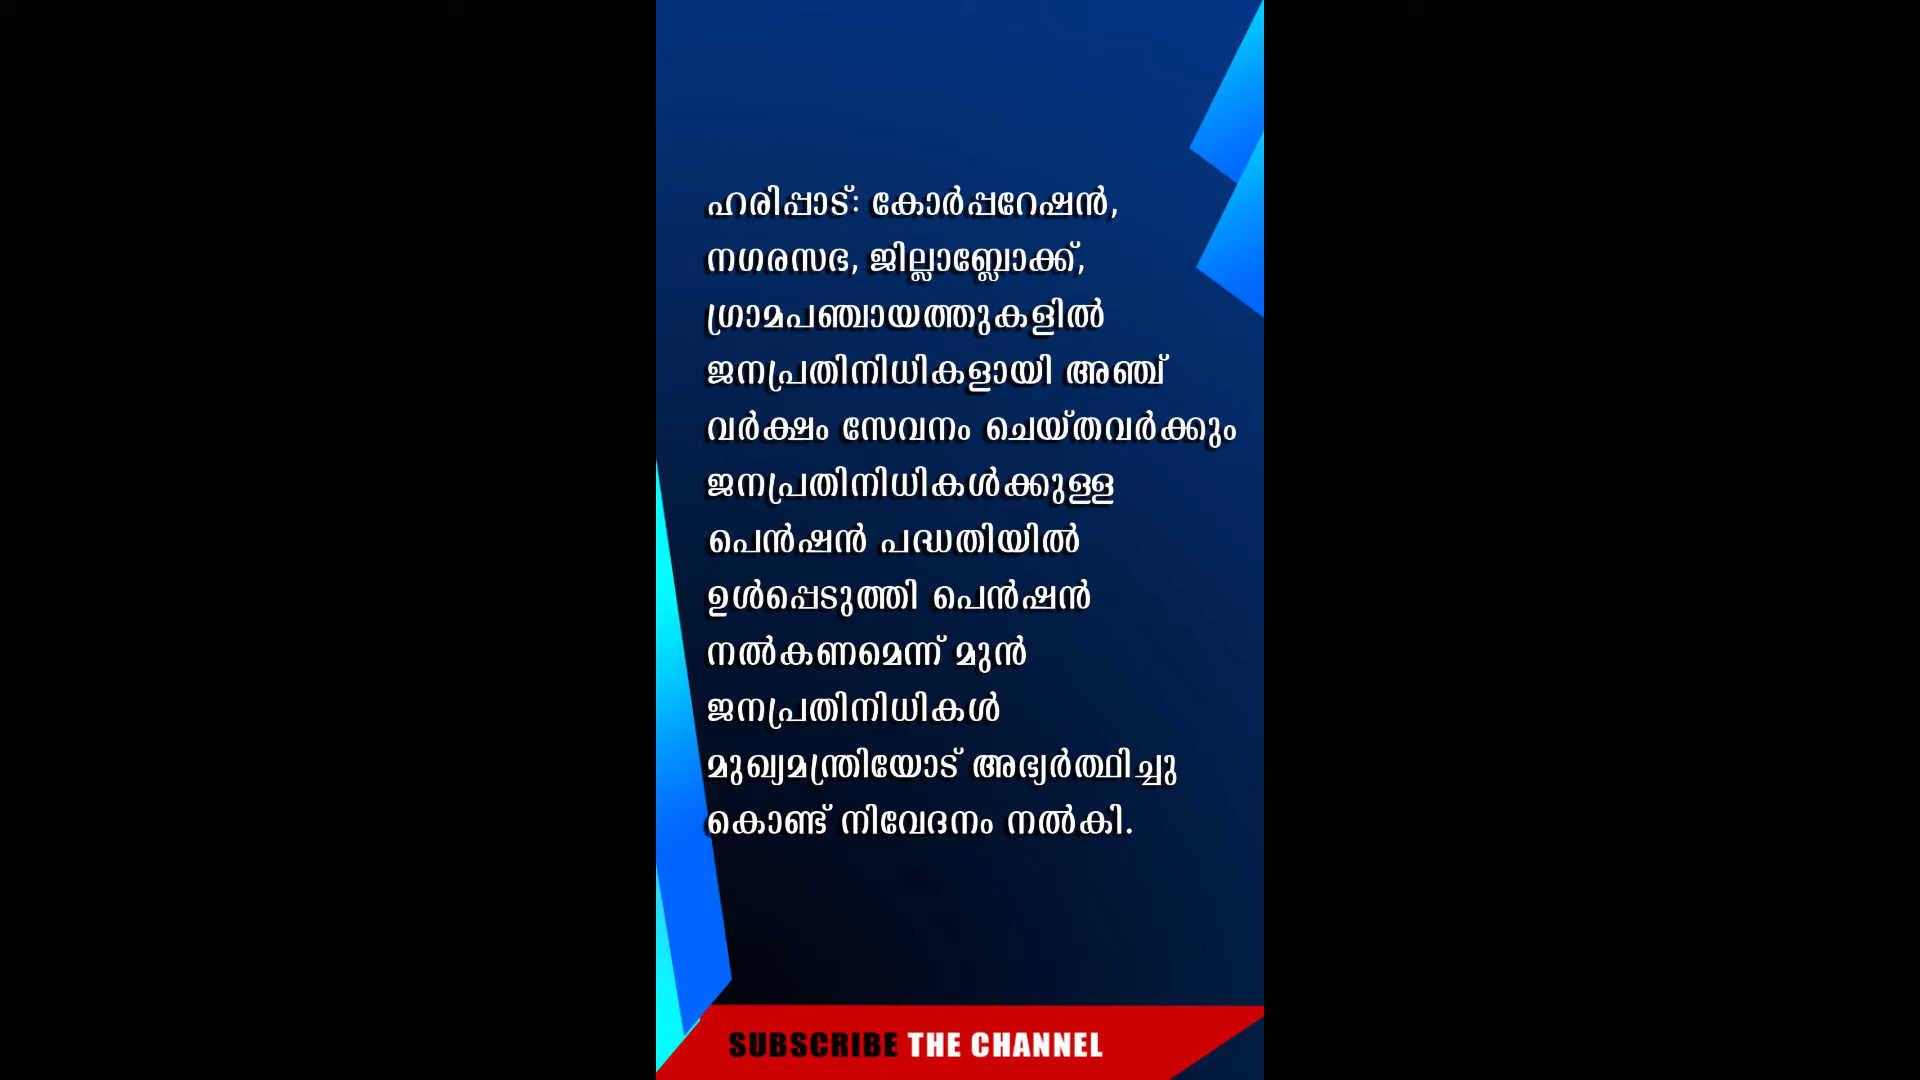 ഹരിപ്പാട്: കോർപ്പറേഷൻ,
നഗരസഭ, ജില്ലാബ്ലോക്ക്,
ഗ്രാമപഞ്ചായത്തുകളിൽ
ജനപ്രതിനിധികളായി അഞ്ച്
വർക്ഷം സേവനം ചെയ്തവർക്കും
ജനപ്രതിനിധികൾക്കുള്ള
പെൻഷൻ പദ്ധതിയിൽ
ഉൾപ്പെടുത്തി പെൻഷൻ
നൽകണമെന്ന് മുൻ
ജനപ്രതിനിധികൾ
മുഖ്യമന്ത്രിയോട് അഭ്യർത്ഥിച്ചു
കൊണ്ട് നിവേദനം നൽകി.
SUBSCRIBE THE CHANNEL